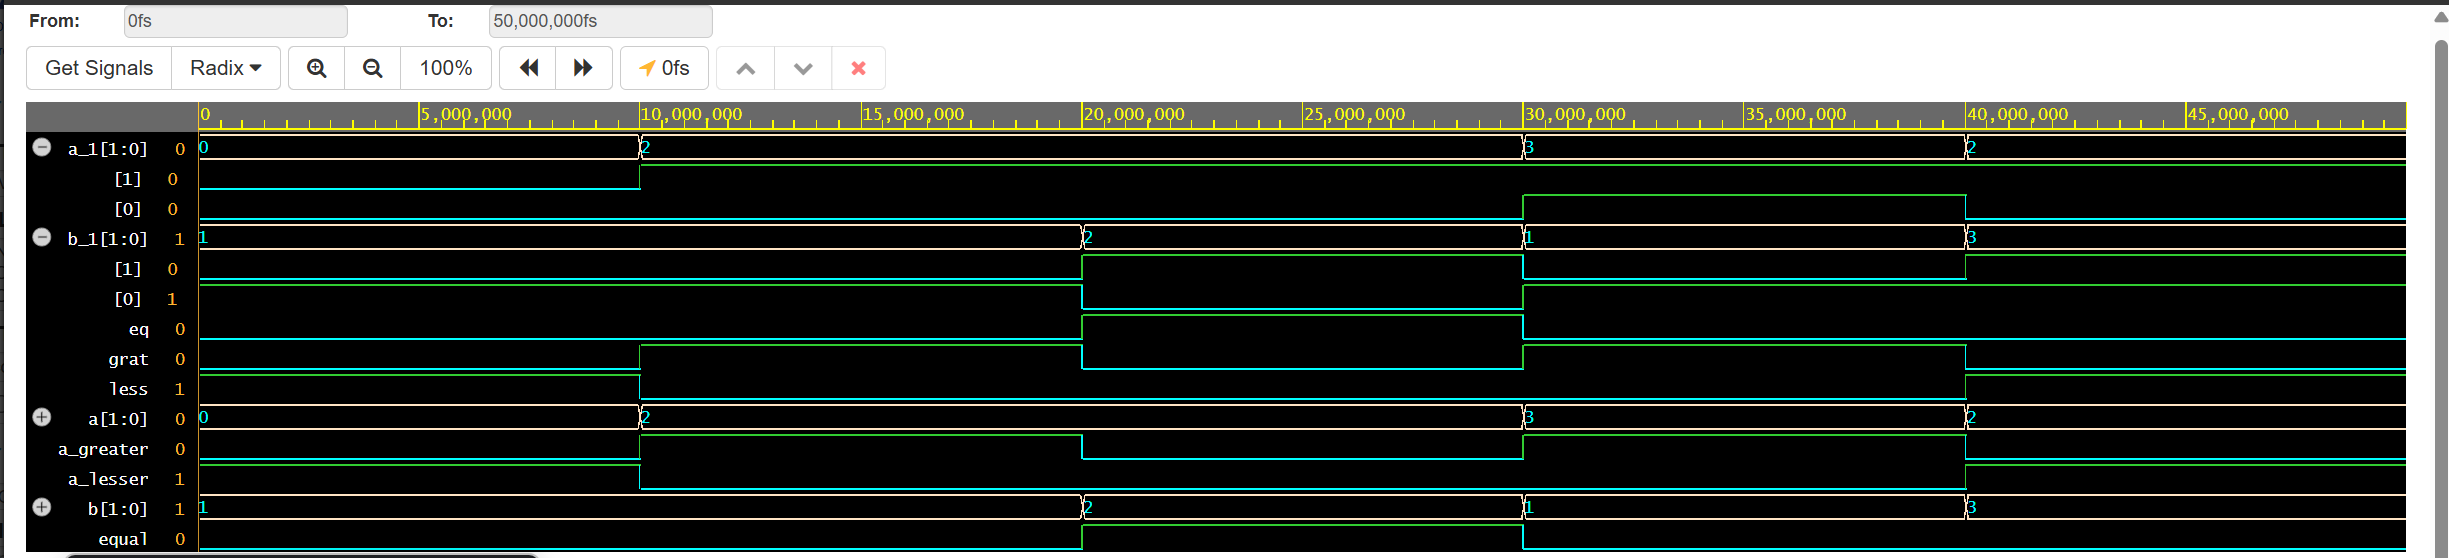 From: 0fs To: 50,000,000fs
Get Signals Radix 100% 0fs
0 5,000,000 10,000,000 15,000,000 20,000,000 25,000,000 30,000,000 35,000,000 40,000,000 45,000,000
a_1[1:0] 0 0 2 3 2
[1] 0
[0] 0
b_1[1:0] 1 1 2 1 3
[1] 0
[0] 1
eq 0
grat 0
less 1
a[1:0] 0 0 2 3 2
a_greater 0
a_lesser 1
b[1:0] 1 1 2 1 3
equal 0